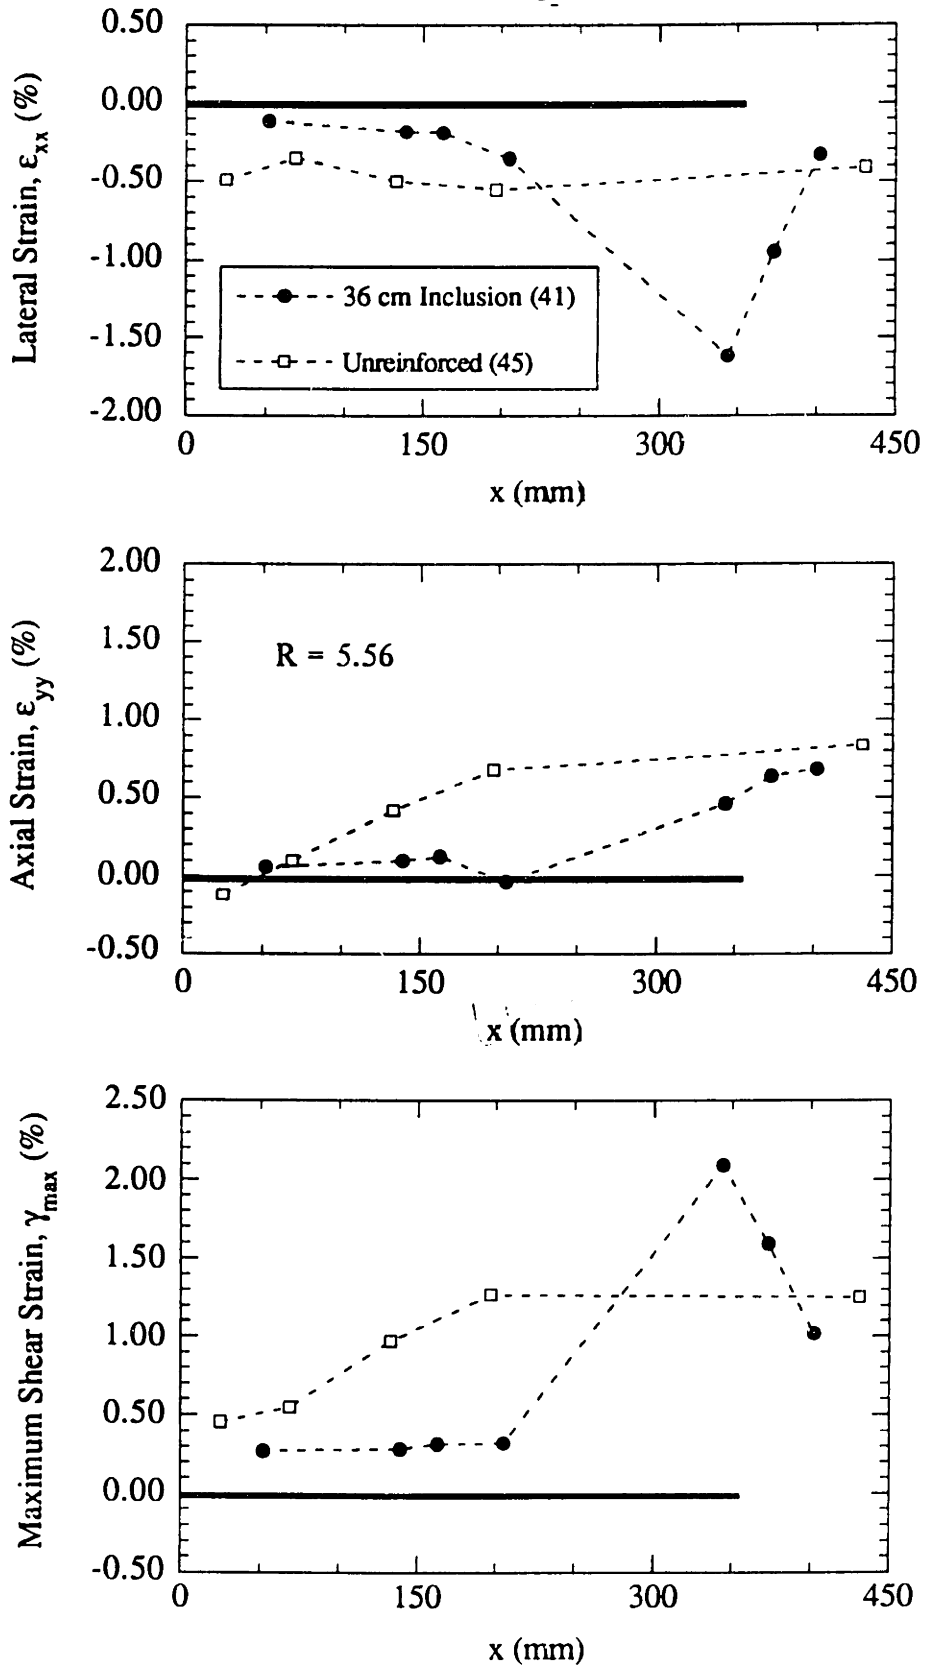 0.50
0.00
-0.50
-1.00
-1.50
-2.00
Lateral Strain, εxx (%)
36 cm Inclusion (41)
Unreinforced (45)
0 150 300 450
x (mm)
2.00
1.50
1.00
0.50
0.00
-0.50
Axial Strain, εyy (%)
R = 5.56
0 150 300 450
x (mm)
2.50
2.00
1.50
1.00
0.50
0.00
-0.50
Maximum Shear Strain, γmax (%)
0 150 300 450
x (mm)